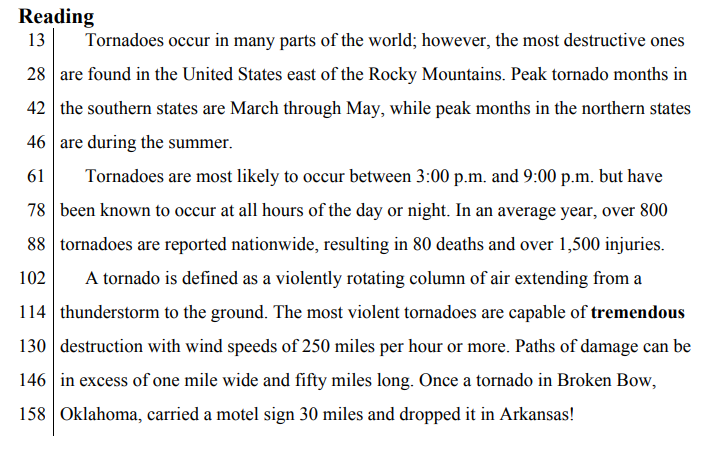 Reading
13 Tornadoes occur in many parts of the world; however, the most destructive ones
28 are found in the United States east of the Rocky Mountains. Peak tornado months in
42 the southern states are March through May, while peak months in the northern states
46 are during the summer.
61 Tornadoes are most likely to occur between 3:00 p.m. and 9:00 p.m. but have
78 been known to occur at all hours of the day or night. In an average year, over 800
88 tornadoes are reported nationwide, resulting in 80 deaths and over 1,500 injuries.
102 A tornado is defined as a violently rotating column of air extending from a
114 thunderstorm to the ground. The most violent tornadoes are capable of tremendous
130 destruction with wind speeds of 250 miles per hour or more. Paths of damage can be
146 in excess of one mile wide and fifty miles long. Once a tornado in Broken Bow,
158 Oklahoma, carried a motel sign 30 miles and dropped it in Arkansas!